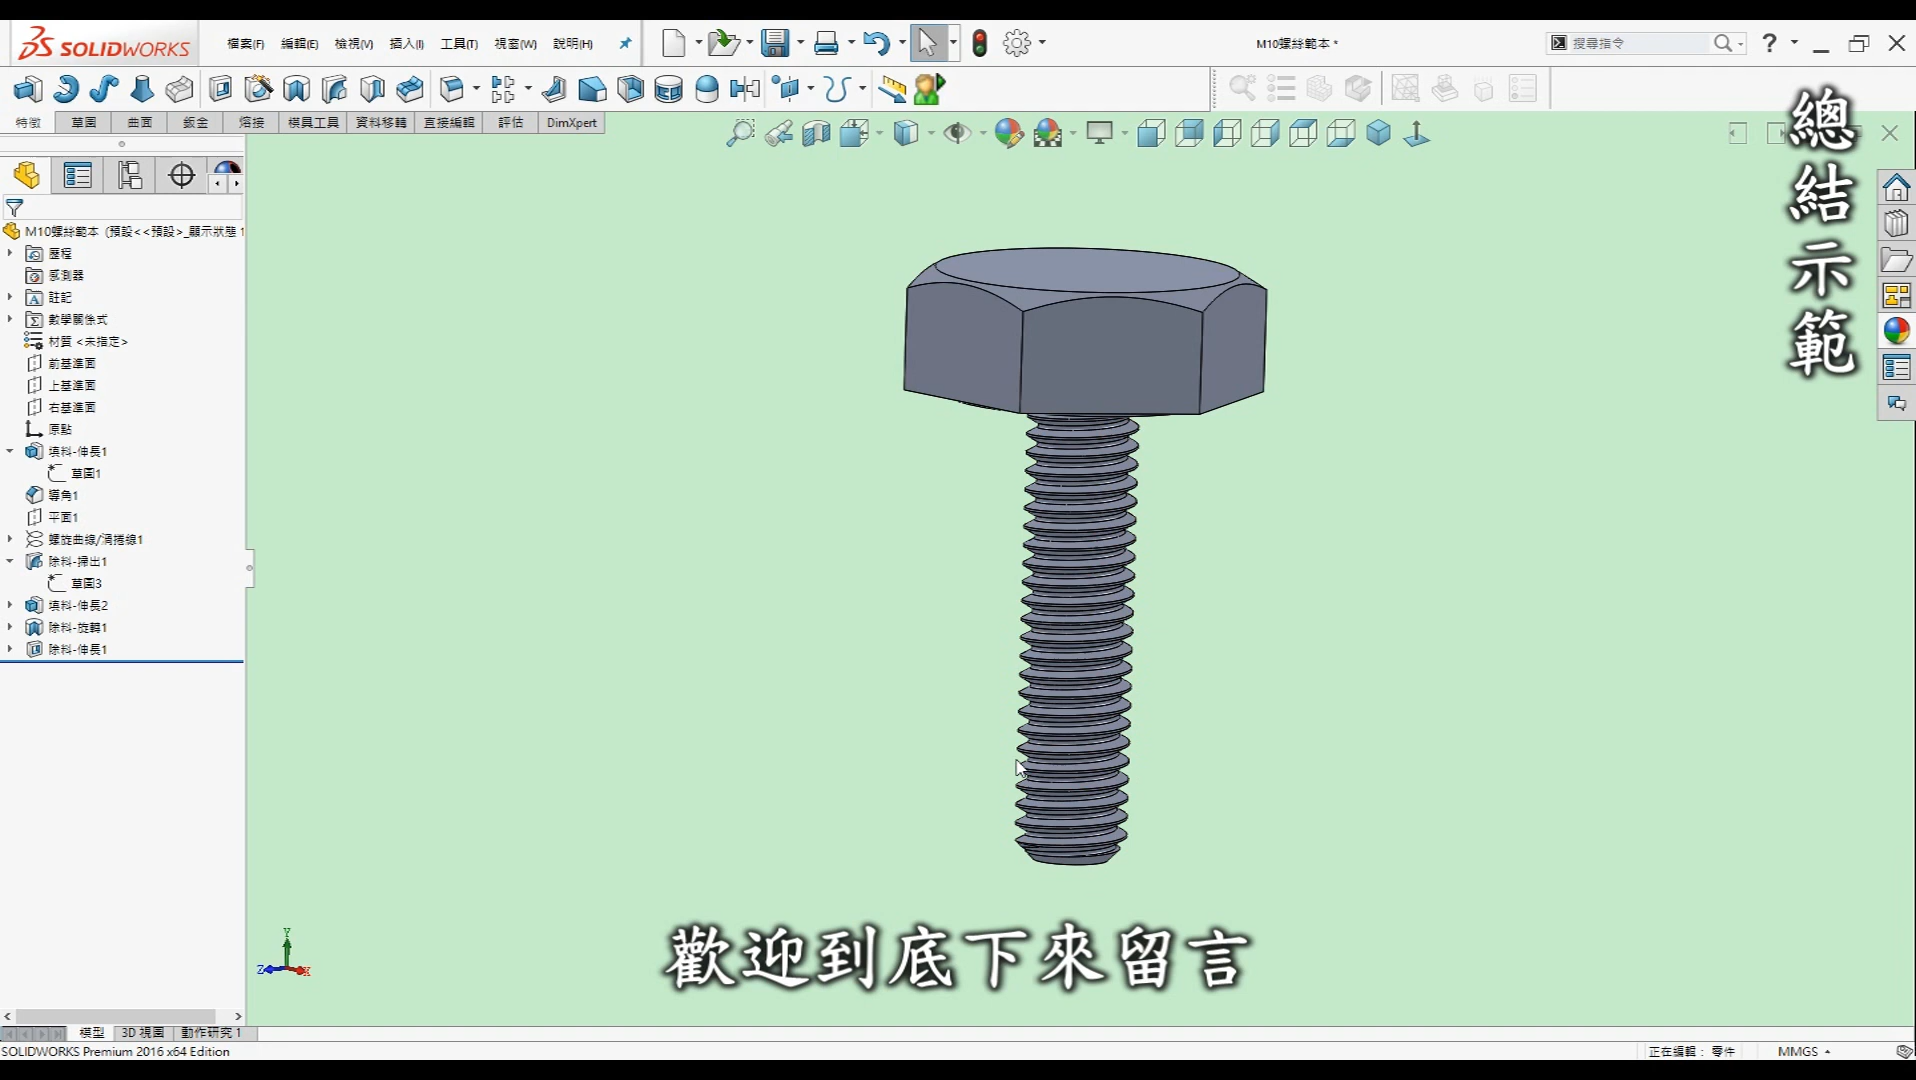 SOLIDWORKS
檔案(F) 編輯(E) 檢視(V) 插入(I) 工具(T) 視窗(W) 說明(H)
M10螺絲範本 *
搜尋指令
?
特徵 草圖 曲面 鈑金 熔接 模具工具 資料移轉 直接編輯 評估 DimXpert
總結示範
M10螺絲範本 (預設<<預設>_顯示狀態 1
歷程
感測器
註記
數學關係式
材質 <未指定>
前基準面
上基準面
右基準面
原點
填料-伸長1
草圖1
導角1
平面1
螺旋曲線/渦捲線1
除料-掃出1
草圖3
填料-伸長2
除料-旋轉1
除料-伸長1
Y
Z X
歡迎到底下來留言
模型 3D 視圖 動作研究 1
SOLIDWORKS Premium 2016 x64 Edition
正在編輯： 零件 MMGS